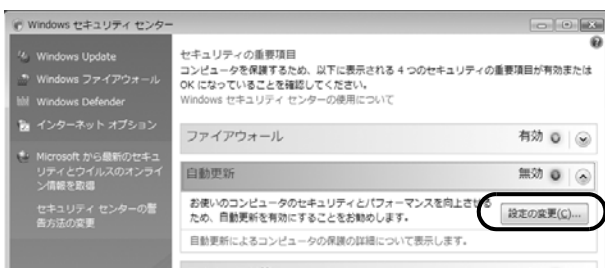 Windows セキュリティ センター
Windows Update
Windows ファイアウォール
Windows Defender
インターネット オプション
Microsoft から最新のセキュ
リティとウイルスのオンライ
ン情報を取得
セキュリティ センターの警
告方法の変更
セキュリティの重要項目
コンピュータを保護するため、以下に表示される 4 つのセキュリティの重要項目が有効または
OK になっていることを確認してください。
Windows セキュリティ センターの使用について
ファイアウォール 有効
自動更新 無効
お使いのコンピュータのセキュリティとパフォーマンスを向上させる
ため、自動更新を有効にすることをお勧めします。
設定の変更(C)...
自動更新によるコンピュータの保護の詳細について表示します。